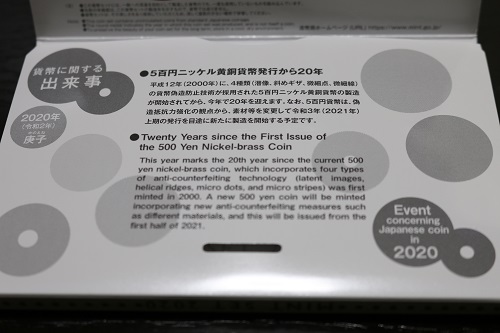 貨幣に関する
出来事
2020年
(令和2年)
庚子
●5百円ニッケル黄銅貨幣発行から20年
平成12年(2000年)に、4種類(潜像、斜めギザ、微細点、微細線)
の貨幣偽造防止技術が採用された5百円ニッケル黄銅貨幣の製造
が開始されてから、今年で20年を迎えます。なお、5百円貨幣は、偽
造抵抗力強化の観点から、素材等を変更して令和3年(2021年)
上期の発行を目途に新たに製造を開始する予定です。
●Twenty Years since the First Issue of
the 500 Yen Nickel-brass Coin
This year marks the 20th year since the current 500
yen nickel-brass coin, which incorporates four types
of anti-counterfeiting technology (latent images,
helical ridges, micro dots, and micro stripes) was first
minted in 2000. A new 500 yen coin will be minted
incorporating new anti-counterfeiting measures such
as different materials, and this will be issued from the
first half of 2021.
Event
concerning
Japanese coin
in
2020